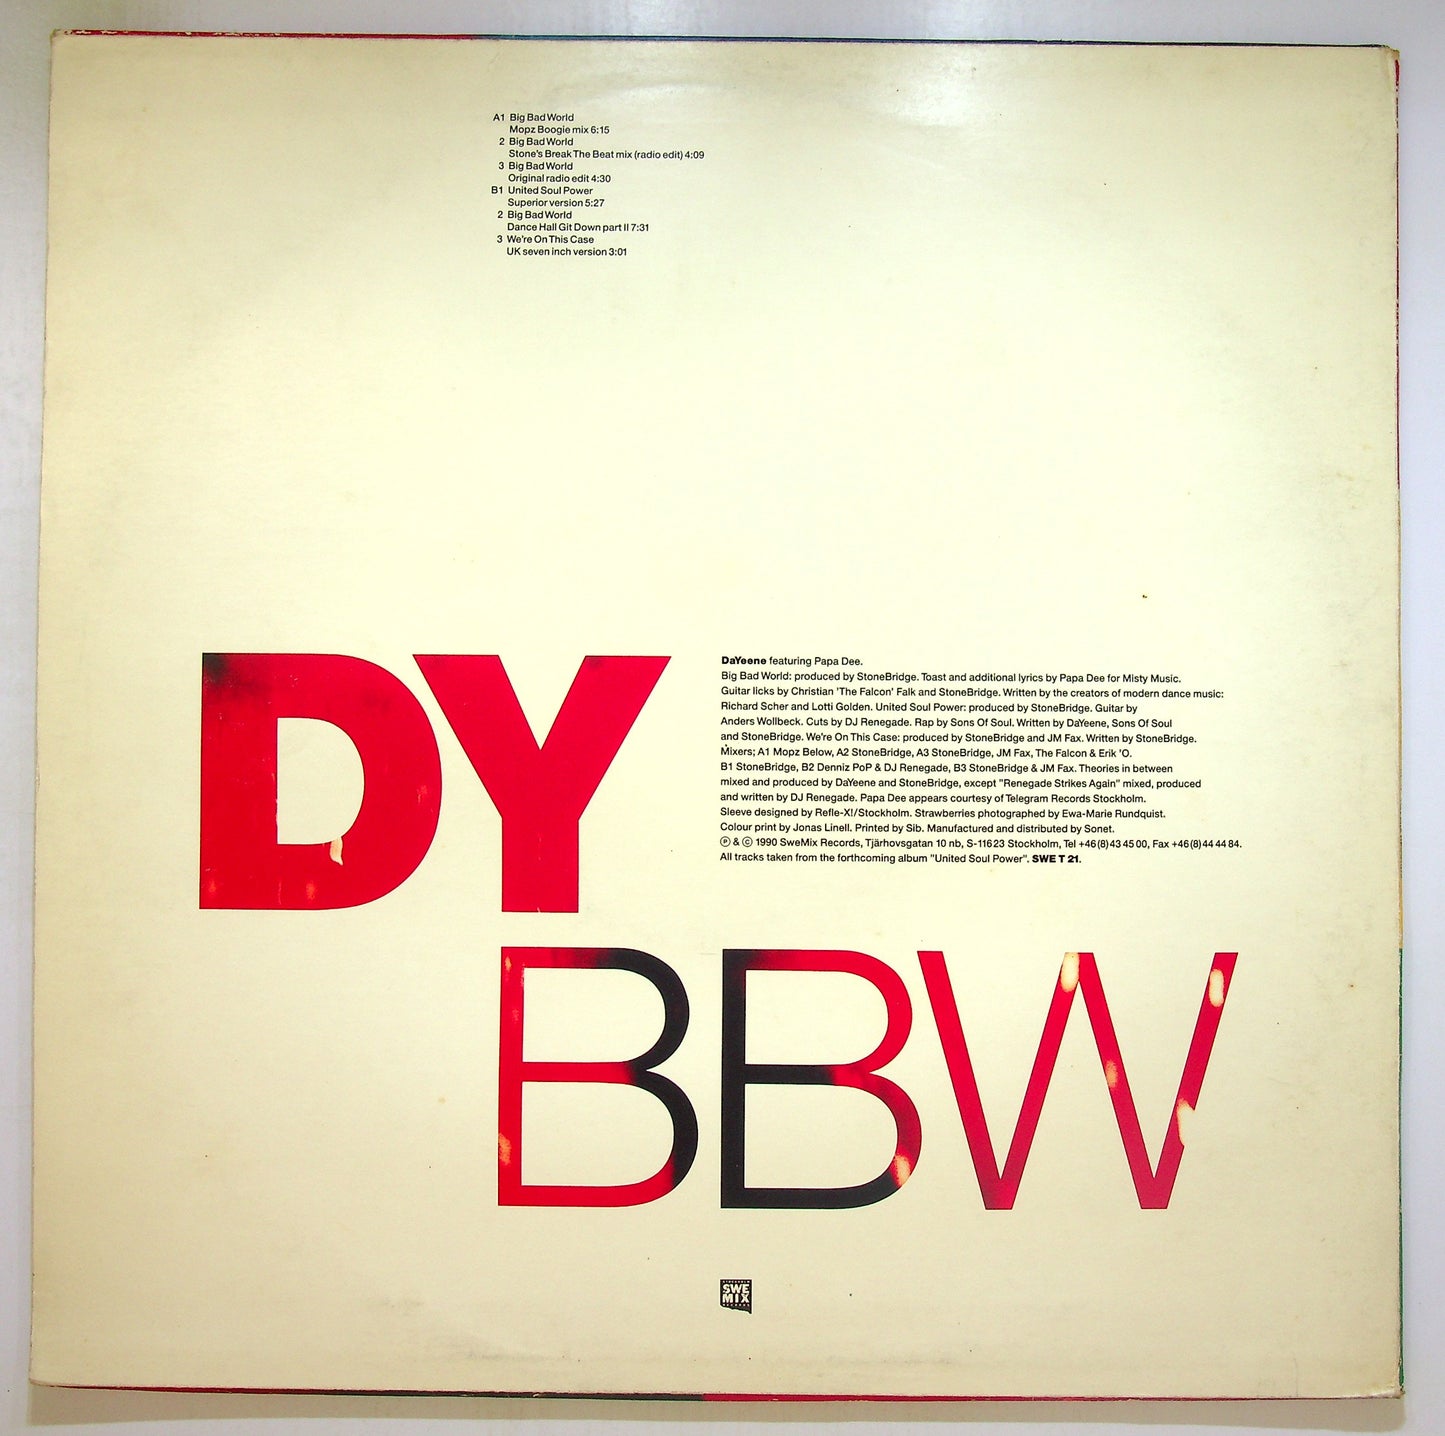 A1 Big Bad World
Mopz Boogie mix 6:15
2 Big Bad World
Stone's Break The Beat mix (radio edit) 4:09
3 Big Bad World
Original radio edit 4:30
B1 United Soul Power
Superior version 5:27
2 Big Bad World
Dance Hall Git Down part II 7:31
3 We're On This Case
UK seven inch version 3:01
DY
DaYeene featuring Papa Dee.
Big Bad World: produced by StoneBridge. Toast and additional lyrics by Papa Dee for Misty Music.
Guitar licks by Christian 'The Falcon' Falk and StoneBridge. Written by the creators of modern dance music:
Richard Scher and Lotti Golden. United Soul Power: produced by StoneBridge. Guitar by
Anders Wollbeck. Cuts by DJ Renegade. Rap by Sons Of Soul. Written by DaYeene, Sons Of Soul
and StoneBridge. We're On This Case: produced by StoneBridge and JM Fax. Written by StoneBridge.
Mixers; A1 Mopz Below, A2 StoneBridge, A3 StoneBridge, JM Fax, The Falcon & Erik 'O.
B1 StoneBridge, B2 Denniz PoP & DJ Renegade, B3 StoneBridge & JM Fax. Theories in between
mixed and produced by DaYeene and StoneBridge, except "Renegade Strikes Again" mixed, produced
and written by DJ Renegade. Papa Dee appears courtesy of Telegram Records Stockholm.
Sleeve designed by Refle-X!/Stockholm. Strawberries photographed by Ewa-Marie Rundquist.
Colour print by Jonas Linell. Printed by Sib. Manufactured and distributed by Sonet.
℗ & © 1990 SweMix Records, Tjärhovsgatan 10 nb, S-116 23 Stockholm, Tel +46(8)43 45 00, Fax +46(8)44 44 84.
All tracks taken from the forthcoming album "United Soul Power". SWE T 21.
BBW
SWE
MIX